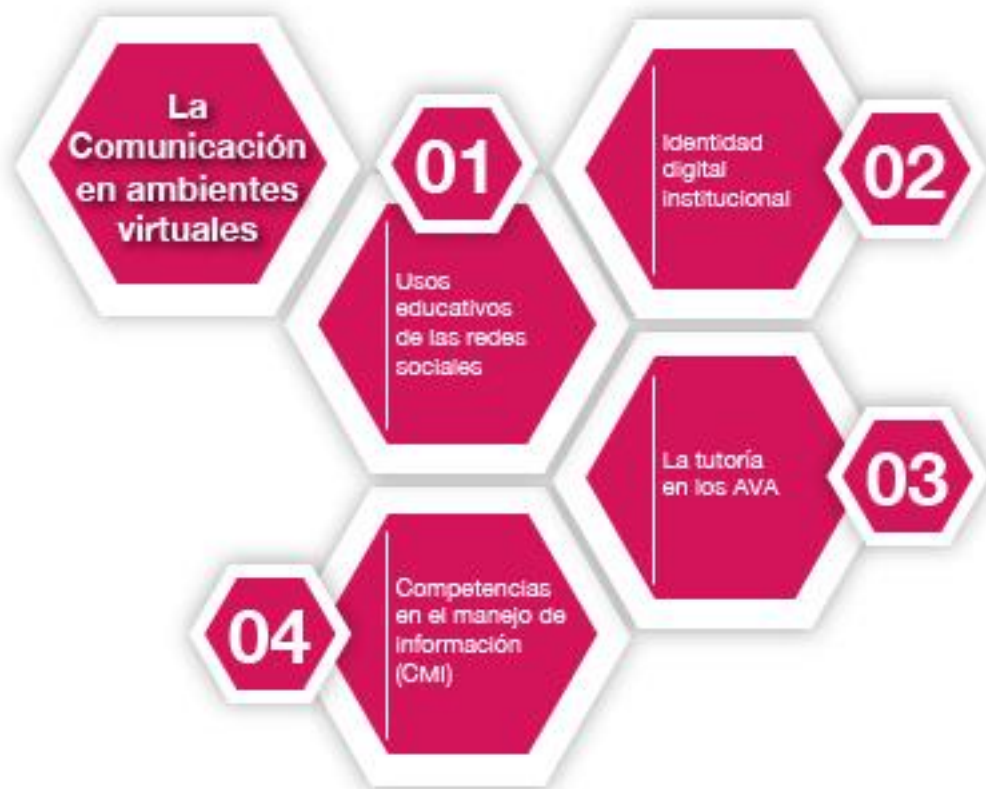 La
Comunicación
en ambientes
virtuales
01
Usos
educativos
de las redes
sociales
Identidad
digital
institucional
02
La tutoría
en los AVA
03
04
Competencias
en el manejo de
información
(CMI)